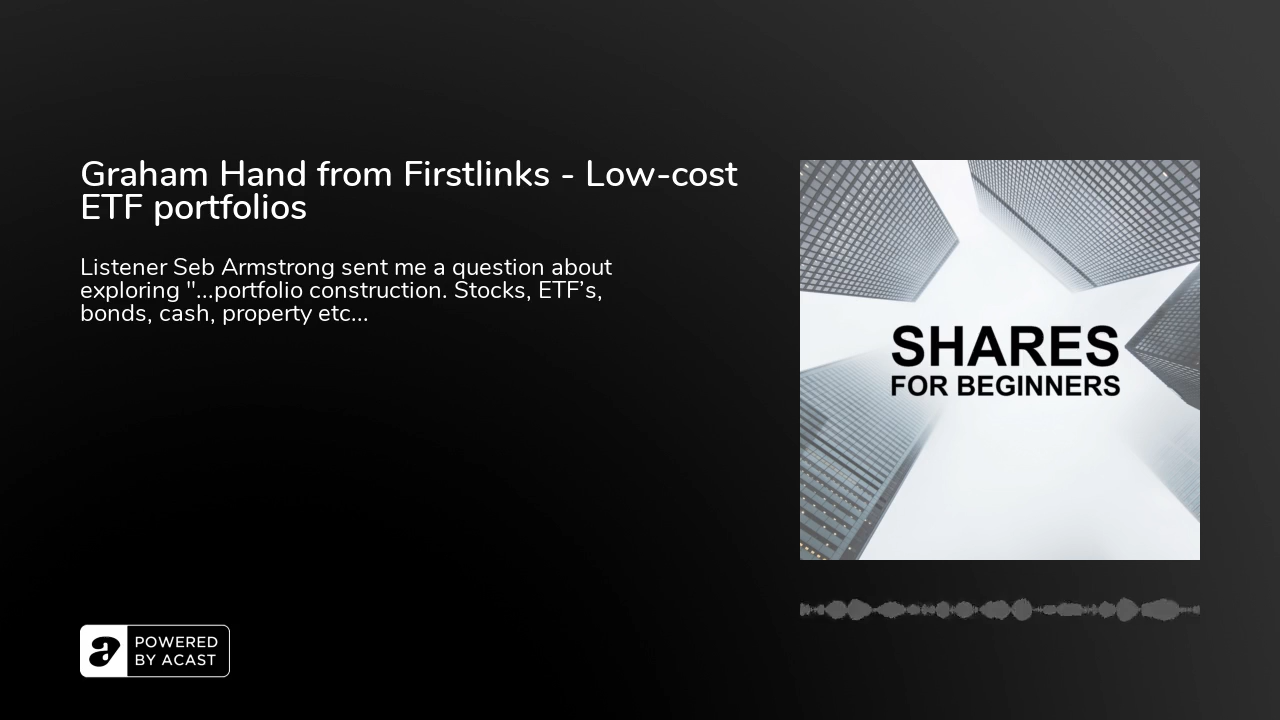 Graham Hand from Firstlinks - Low-cost
ETF portfolios
Listener Seb Armstrong sent me a question about
exploring "...portfolio construction. Stocks, ETF’s,
bonds, cash, property etc...
SHARES
FOR BEGINNERS
POWERED
BY ACAST